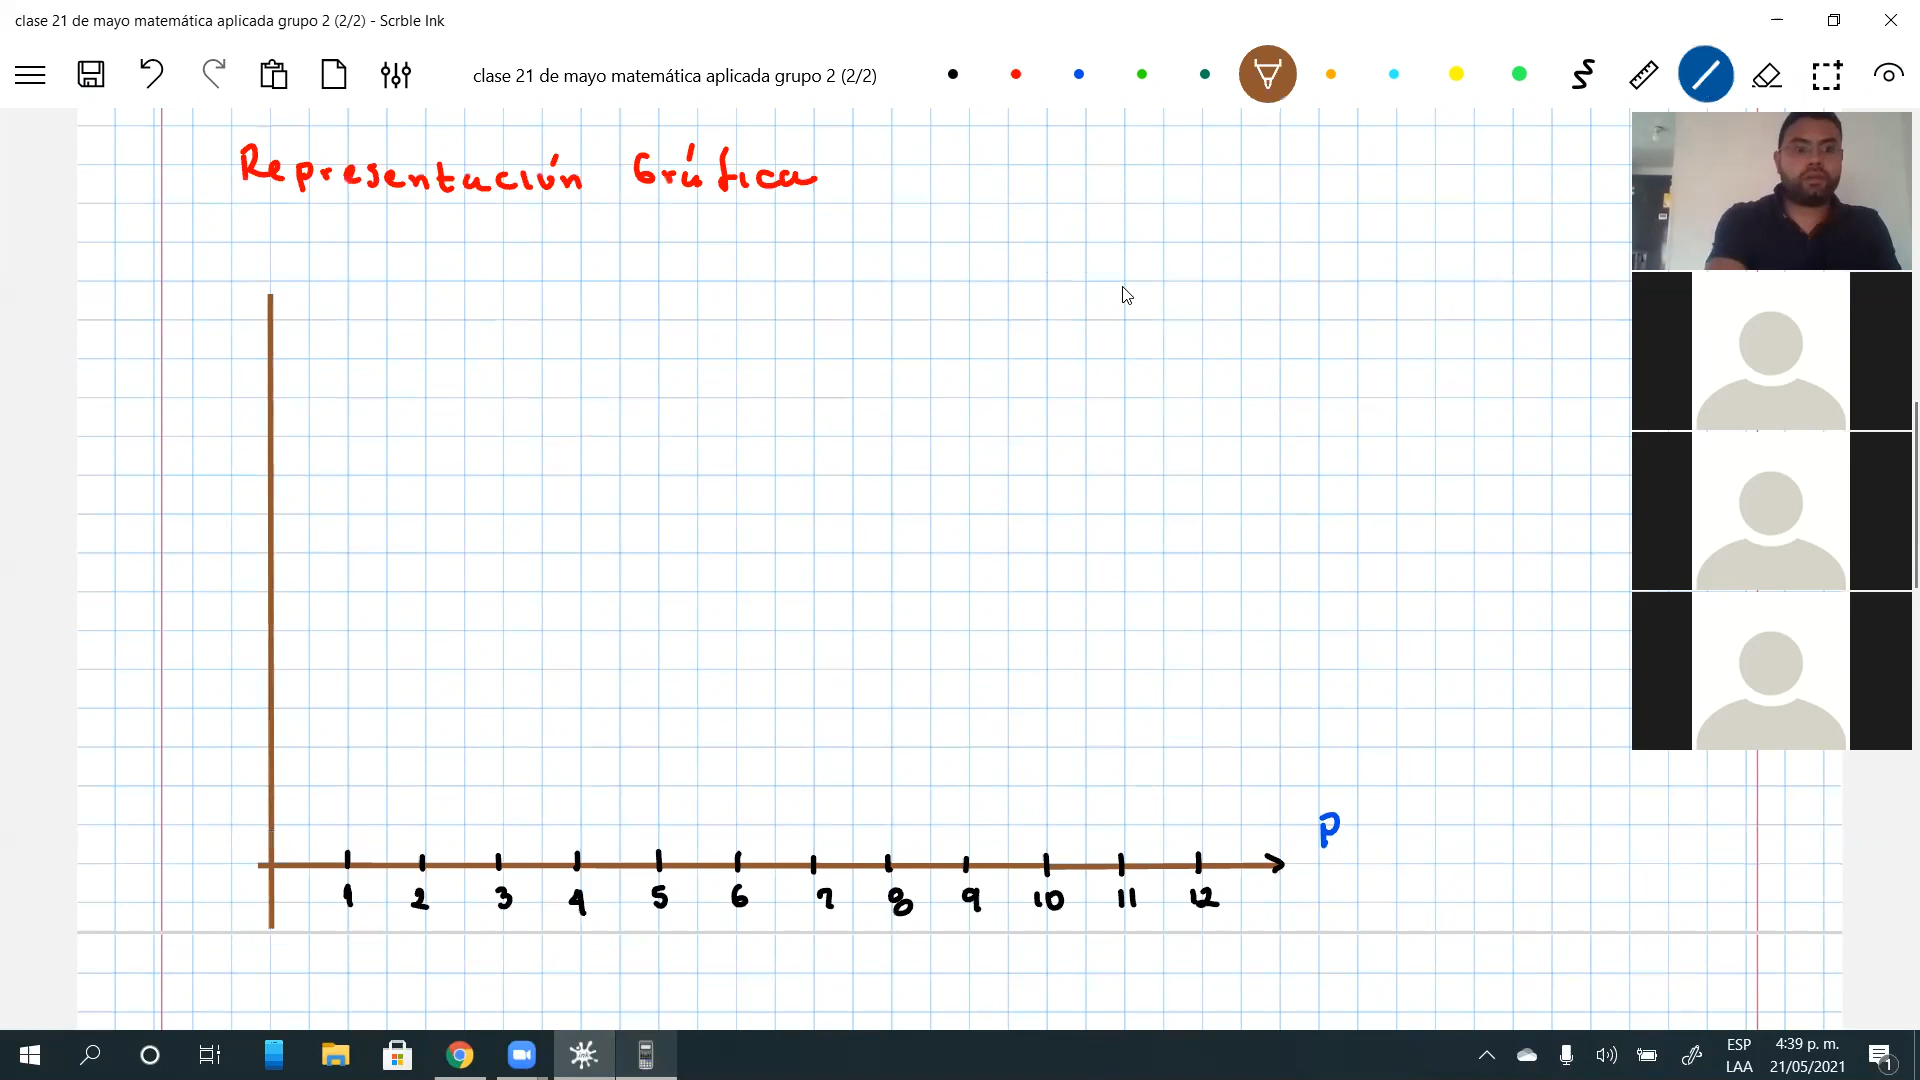 clase 21 de mayo matemática aplicada grupo 2 (2/2) - Scrble Ink
clase 21 de mayo matemática aplicada grupo 2 (2/2)
Representación Gráfica
P
1 2 3 4 5 6 7 8 9 10 11 12
ESP
LAA
4:39 p. m.
21/05/2021
1